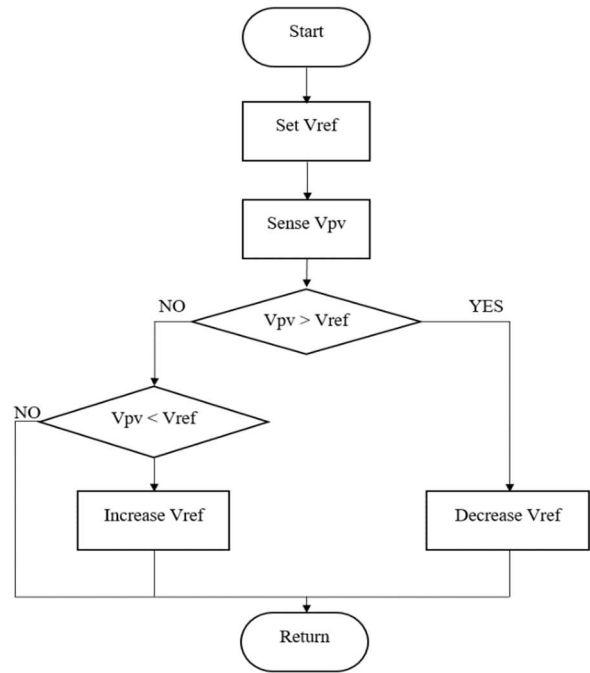 Start
Set Vref
Sense Vpv
NO
Vpv > Vref
YES
NO
Vpv < Vref
Increase Vref
Decrease Vref
Return